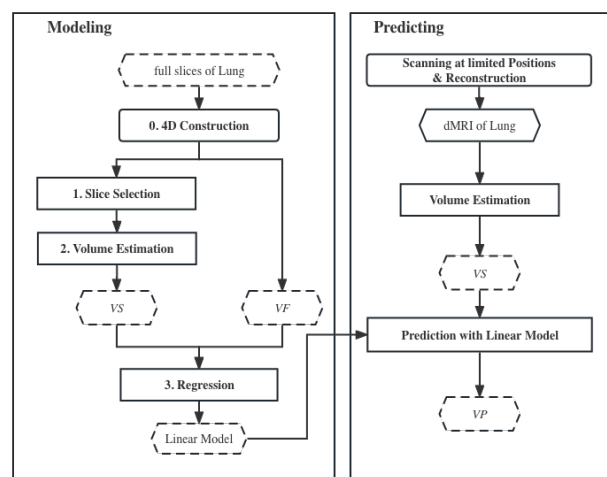 Modeling
full slices of Lung
0. 4D Construction
1. Slice Selection
2. Volume Estimation
VS
VF
3. Regression
Linear Model
Predicting
Scanning at limited Positions
& Reconstruction
dMRI of Lung
Volume Estimation
VS
Prediction with Linear Model
VP